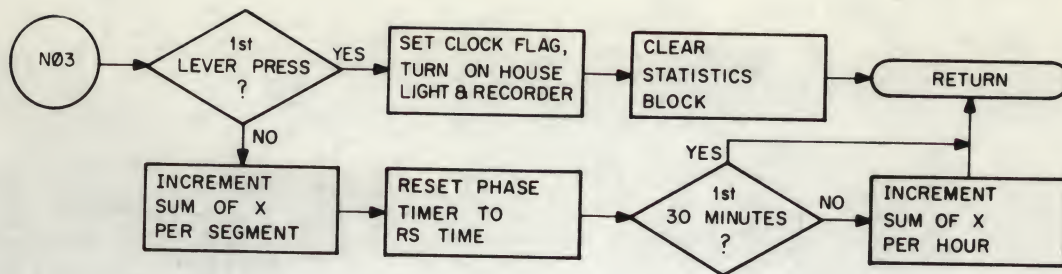 NØ3
1st
LEVER PRESS
?
YES
SET CLOCK FLAG,
TURN ON HOUSE
LIGHT & RECORDER
CLEAR
STATISTICS
BLOCK
RETURN
NO
INCREMENT
SUM OF X
PER SEGMENT
RESET PHASE
TIMER TO
RS TIME
YES
1st
30 MINUTES
?
NO
INCREMENT
SUM OF X
PER HOUR